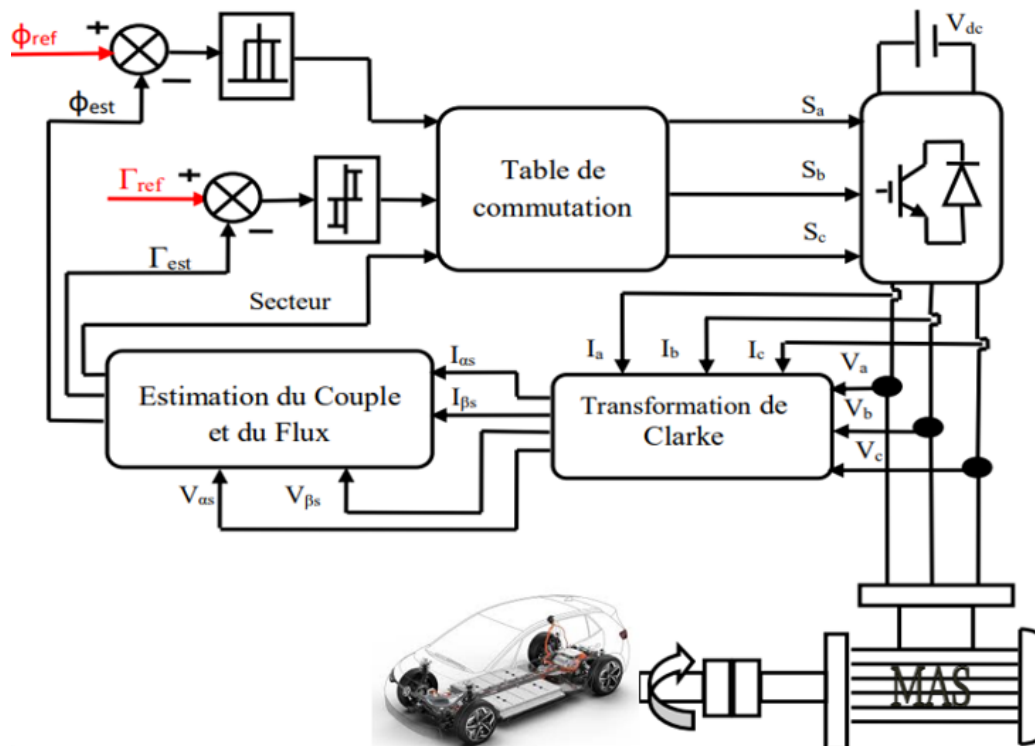 ϕref
+
−
ϕest
Γref
+
−
Γest
Secteur
Table de
commutation
Sa
Sb
Sc
Vdc
Ia
Ib
Ic
Va
Vb
Vc
Iαs
Iβs
Estimation du Couple
et du Flux
Transformation de
Clarke
Vαs
Vβs
MAS